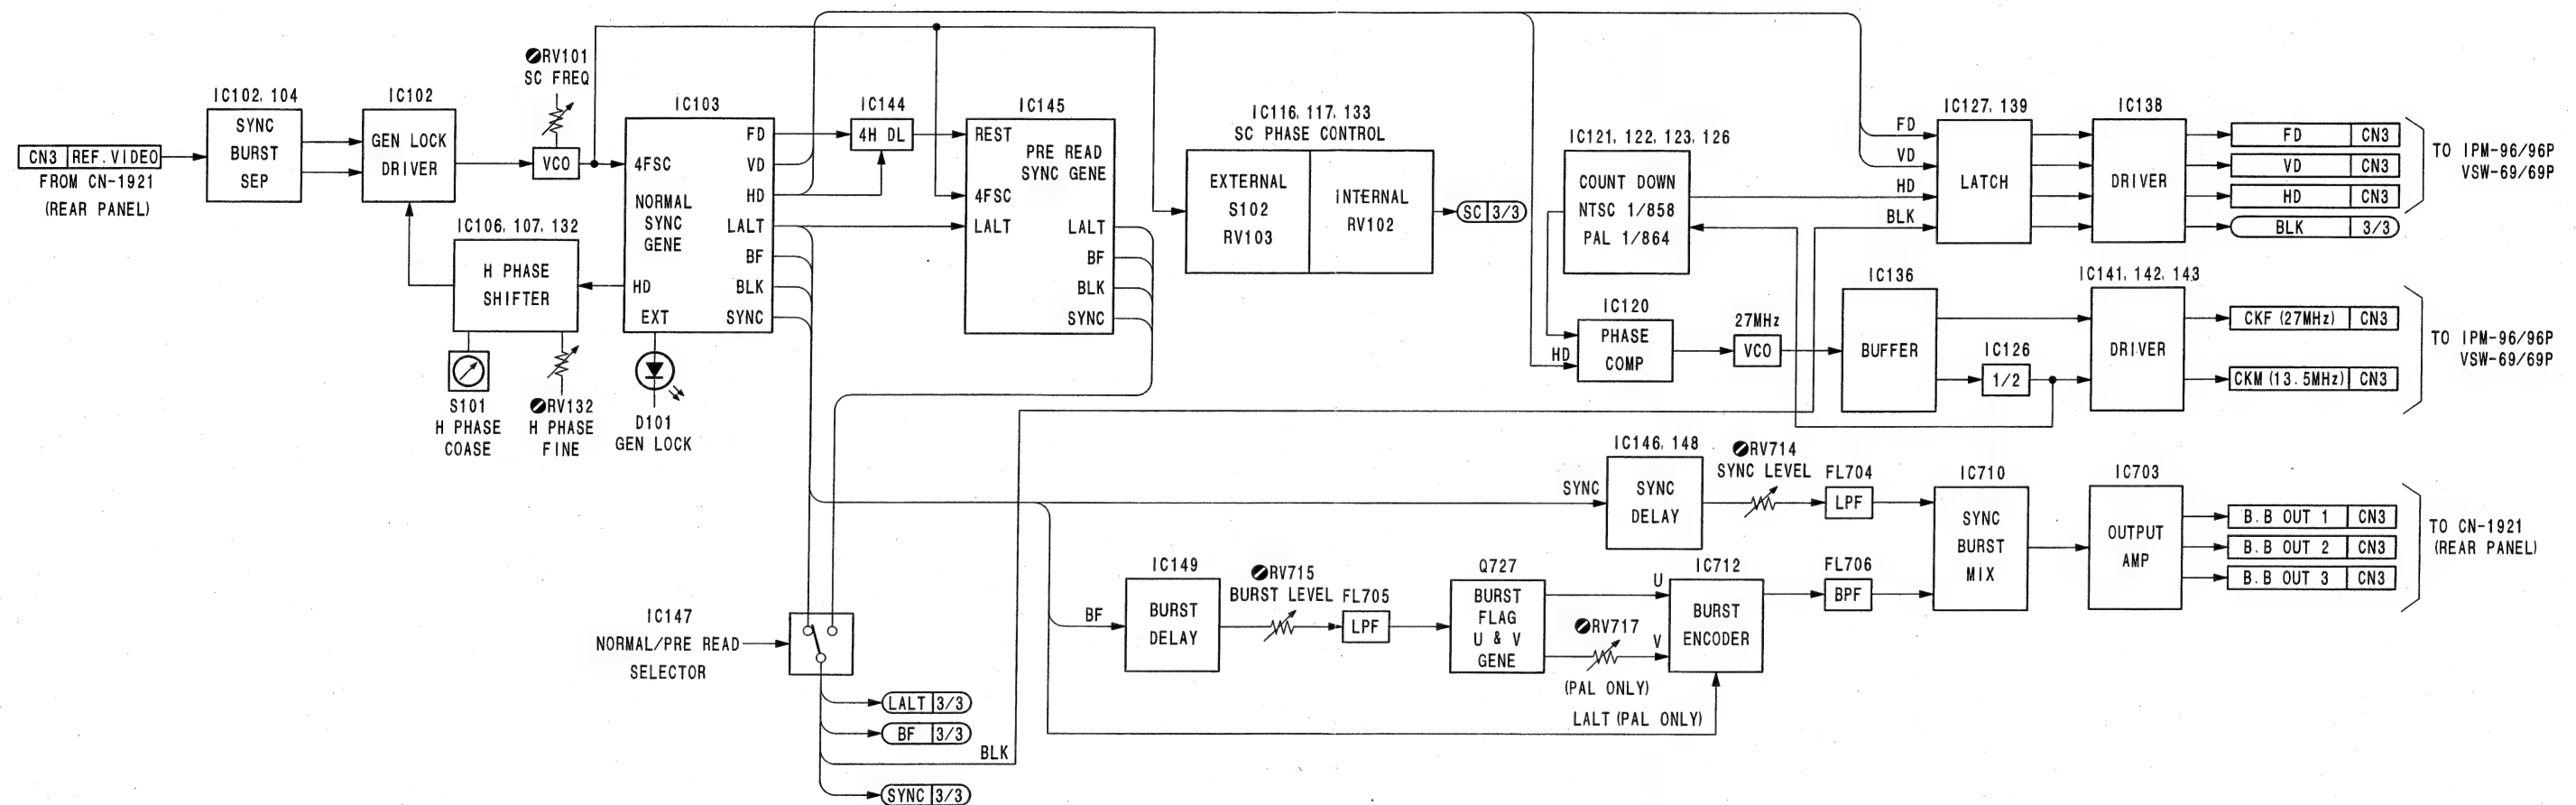 CN3 REF.VIDEO
FROM CN-1921
(REAR PANEL)
IC102, 104
SYNC
BURST
SEP
IC102
GEN LOCK
DRIVER
RV101
SC FREQ
VCO
IC106, 107, 132
H PHASE
SHIFTER
S101
H PHASE
COASE
RV132
H PHASE
FINE
IC103
4FSC
NORMAL
SYNC
GENE
FD
VD
HD
LALT
BF
BLK
SYNC
HD
EXT
D101
GEN LOCK
IC144
4H DL
IC145
REST
PRE READ
SYNC GENE
4FSC
LALT
LALT
BF
BLK
SYNC
IC116, 117, 133
SC PHASE CONTROL
EXTERNAL
S102
RV103
INTERNAL
RV102
SC 3/3
IC121, 122, 123, 126
COUNT DOWN
NTSC 1/858
PAL 1/864
IC120
HD
PHASE
COMP
27MHz
VCO
IC136
BUFFER
IC126
1/2
IC127, 139
FD
VD
HD
BLK
LATCH
IC138
DRIVER
FD CN3
VD CN3
HD CN3
BLK 3/3
TO IPM-96/96P
VSW-69/69P
IC141, 142, 143
DRIVER
CKF (27MHz) CN3
CKM (13.5MHz) CN3
TO IPM-96/96P
VSW-69/69P
IC147
NORMAL/PRE READ
SELECTOR
LALT 3/3
BF 3/3
BLK
SYNC 3/3
SYNC
IC146, 148
SYNC
DELAY
RV714
SYNC LEVEL
FL704
LPF
BF
IC149
BURST
DELAY
RV715
BURST LEVEL
FL705
LPF
Q727
BURST
FLAG
U & V
GENE
U
V
RV717
(PAL ONLY)
LALT (PAL ONLY)
IC712
BURST
ENCODER
FL706
BPF
IC710
SYNC
BURST
MIX
IC703
OUTPUT
AMP
B.B OUT 1 CN3
B.B OUT 2 CN3
B.B OUT 3 CN3
TO CN-1921
(REAR PANEL)